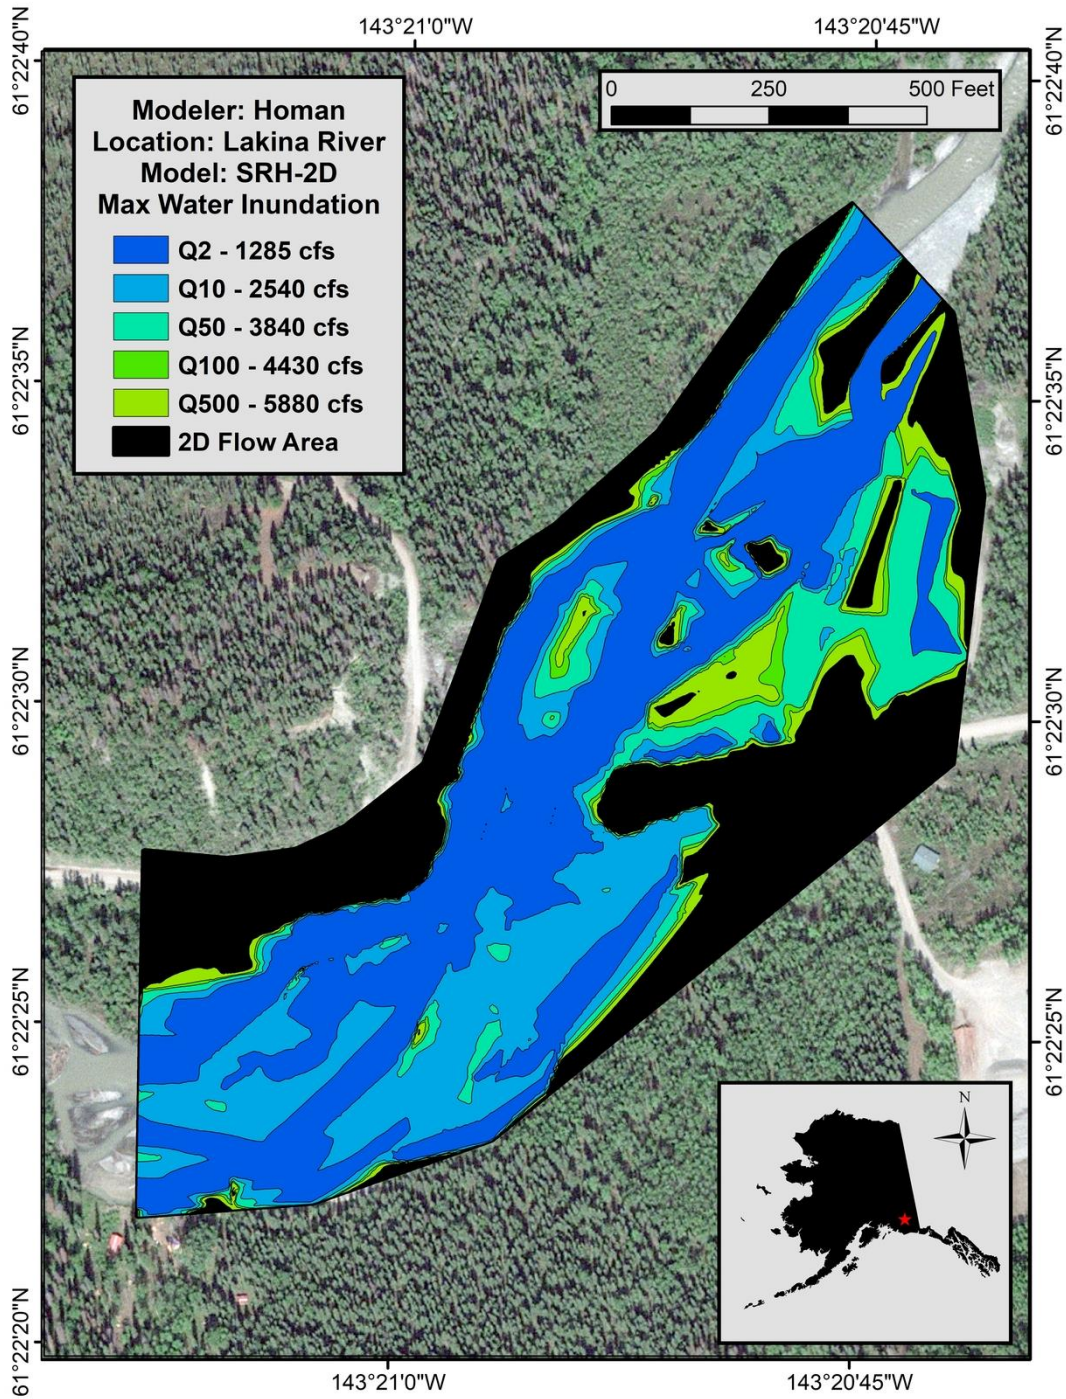 143°21'0"W 143°20'45"W
61°22'40"N
61°22'40"N
0 250 500 Feet
Modeler: Homan
Location: Lakina River
Model: SRH-2D
Max Water Inundation
Q2 - 1285 cfs
Q10 - 2540 cfs
Q50 - 3840 cfs
Q100 - 4430 cfs
Q500 - 5880 cfs
2D Flow Area
61°22'35"N
61°22'35"N
61°22'30"N
61°22'30"N
61°22'25"N
61°22'25"N
N
61°22'20"N
61°22'20"N
143°21'0"W 143°20'45"W